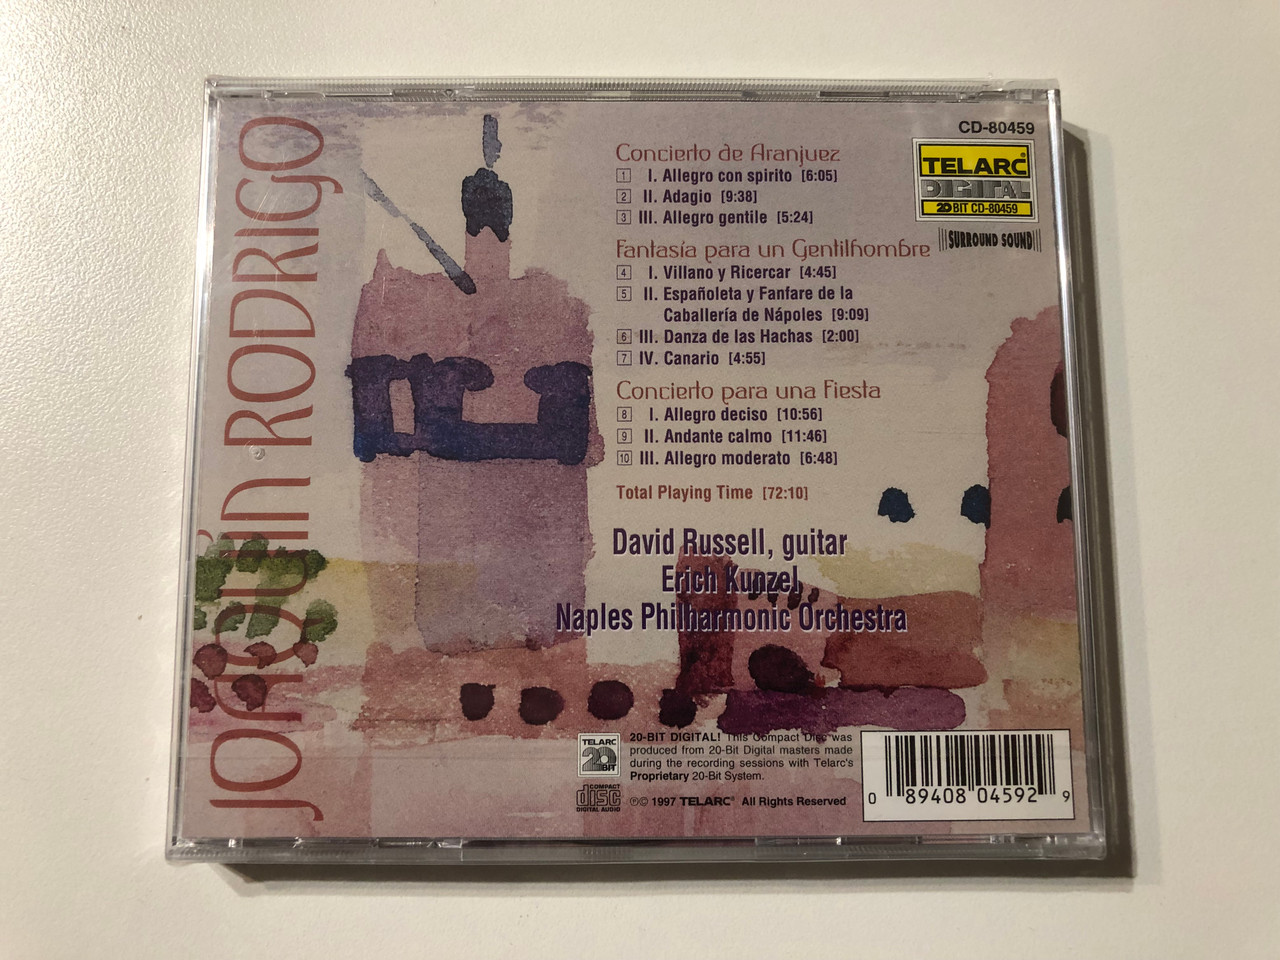 JOAQUÍN RODRIGO
CD-80459
TELARC®
DIGITAL
20 BIT CD-80459
SURROUND SOUND
Concierto de Aranjuez
1 I. Allegro con spirito [6:05]
2 II. Adagio [9:38]
3 III. Allegro gentile [5:24]
Fantasía para un Gentilhombre
4 I. Villano y Ricercar [4:45]
5 II. Españoleta y Fanfare de la
Caballería de Nápoles [9:09]
6 III. Danza de las Hachas [2:00]
7 IV. Canario [4:55]
Concierto para una Fiesta
8 I. Allegro deciso [10:56]
9 II. Andante calmo [11:46]
10 III. Allegro moderato [6:48]
Total Playing Time [72:10]
David Russell, guitar
Erich Kunzel
Naples Philharmonic Orchestra
TELARC
20
BIT
20-BIT DIGITAL! This Compact Disc was
produced from 20-Bit Digital masters made
during the recording sessions with Telarc's
Proprietary 20-Bit System.
COMPACT
disc
DIGITAL AUDIO
℗© 1997 TELARC® All Rights Reserved
0 89408 04592 9